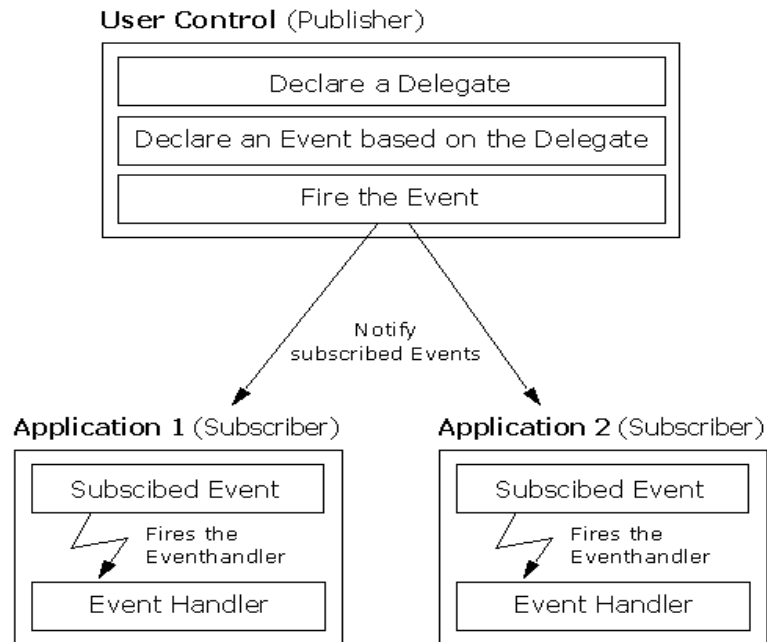 User Control (Publisher)
Declare a Delegate
Declare an Event based on the Delegate
Fire the Event
Notify
subscribed Events
Application 1 (Subscriber)
Subscibed Event
Fires the
Eventhandler
Event Handler
Application 2 (Subscriber)
Subscibed Event
Fires the
Eventhandler
Event Handler